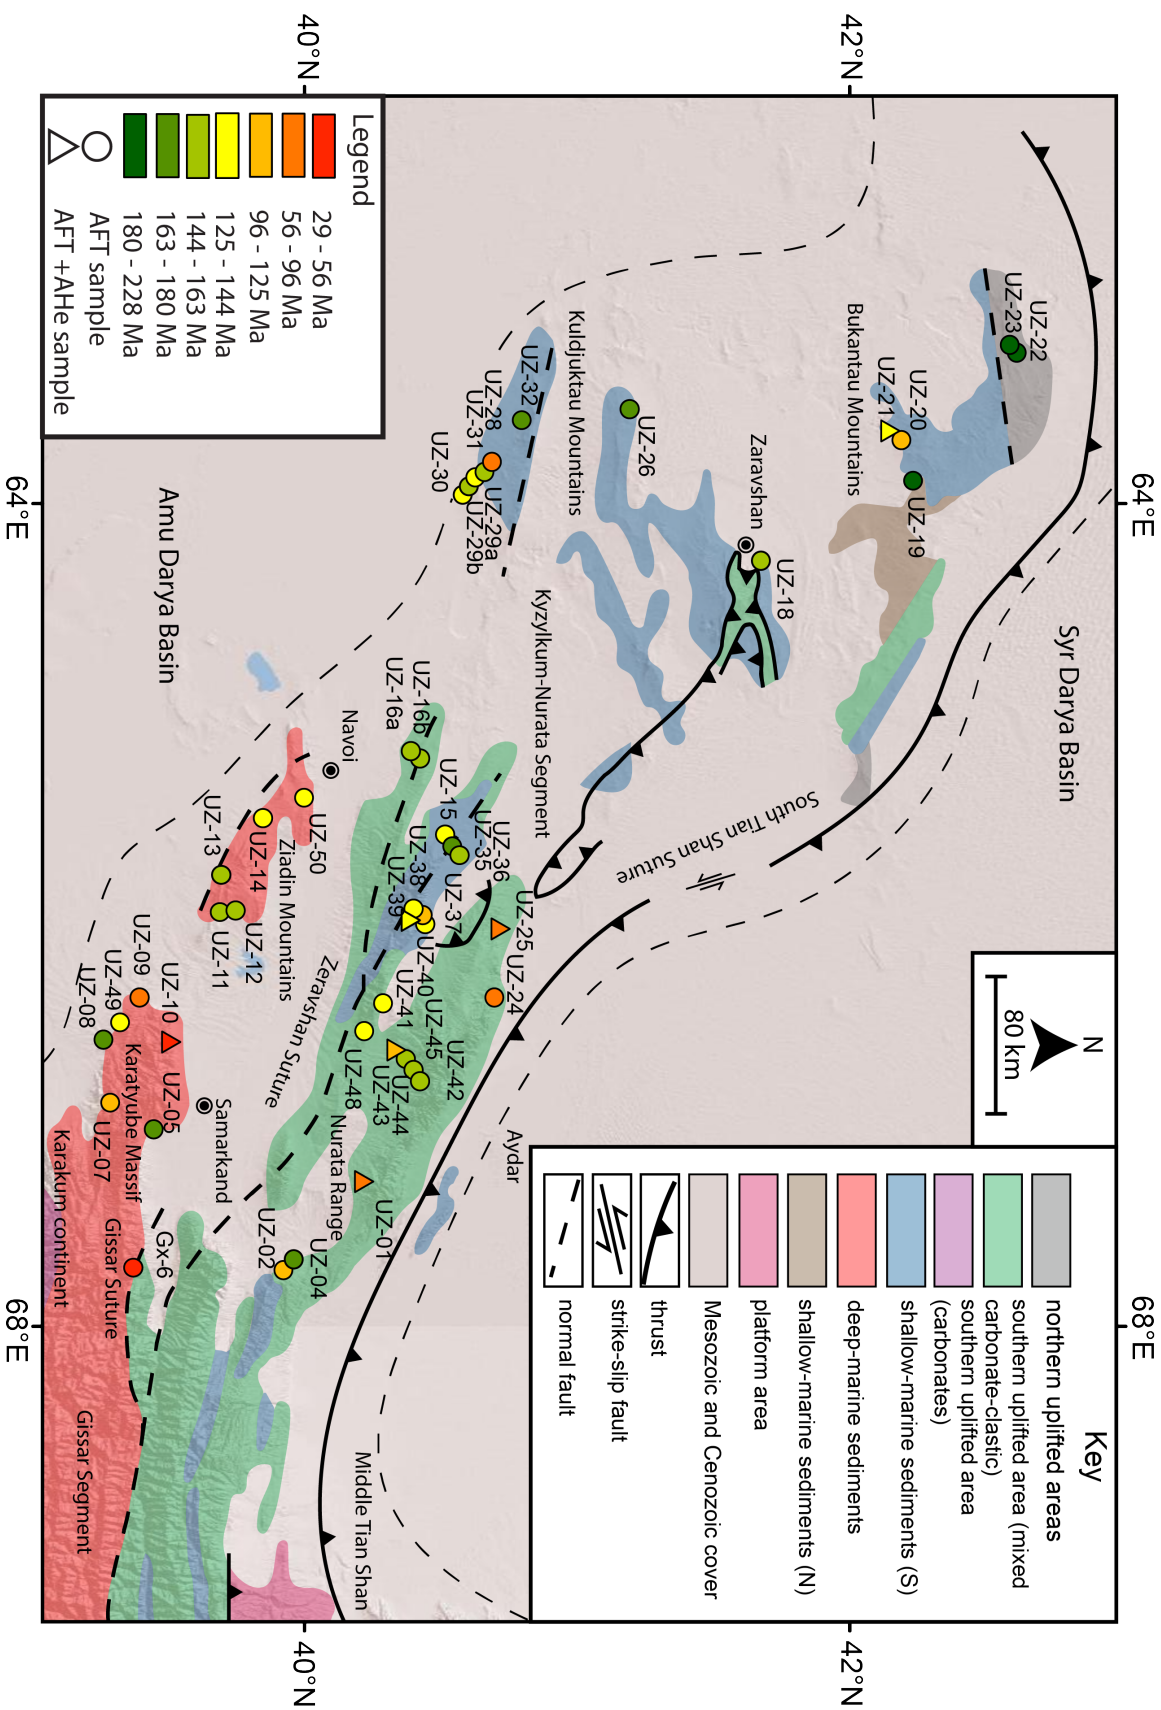 40°N
42°N
64°E
68°E
64°E
68°E
40°N
42°N
Syr Darya Basin
N
80 km
Key
northern uplifted areas
southern uplifted area (mixed
carbonate-clastic)
southern uplifted area
(carbonates)
shallow-marine sediments (S)
deep-marine sediments
shallow-marine sediments (N)
platform area
Mesozoic and Cenozoic cover
thrust
strike-slip fault
normal fault
UZ-22
UZ-23
UZ-20
UZ-21
UZ-19
Bukantau Mountains
Zaravshan
UZ-18
South Tian Shan Suture
UZ-26
Kuldjuktau Mountains
Kyzylkum-Nurata Segment
UZ-32
UZ-28
UZ-31
UZ-30
UZ-29a
UZ-29b
UZ-25
UZ-24
Aydar
UZ-36
UZ-35
UZ-15
UZ-37
UZ-38
UZ-39
UZ-16b
UZ-16a
UZ-40
UZ-41
UZ-45
UZ-42
UZ-44
UZ-43
UZ-48
UZ-01
Nurata Range
Middle Tian Shan
Navoi
UZ-50
Zeravshan Suture
Ziadin Mountains
UZ-14
UZ-13
UZ-12
UZ-11
UZ-04
UZ-02
Samarkand
Amu Darya Basin
UZ-10
UZ-09
UZ-49
UZ-08
UZ-05
UZ-07
Karatyube Massif
Gx-6
Gissar Suture
Karakum continent
Gissar Segment
Legend
29 - 56 Ma
56 - 96 Ma
96 - 125 Ma
125 - 144 Ma
144 - 163 Ma
163 - 180 Ma
180 - 228 Ma
AFT sample
AFT +AHe sample